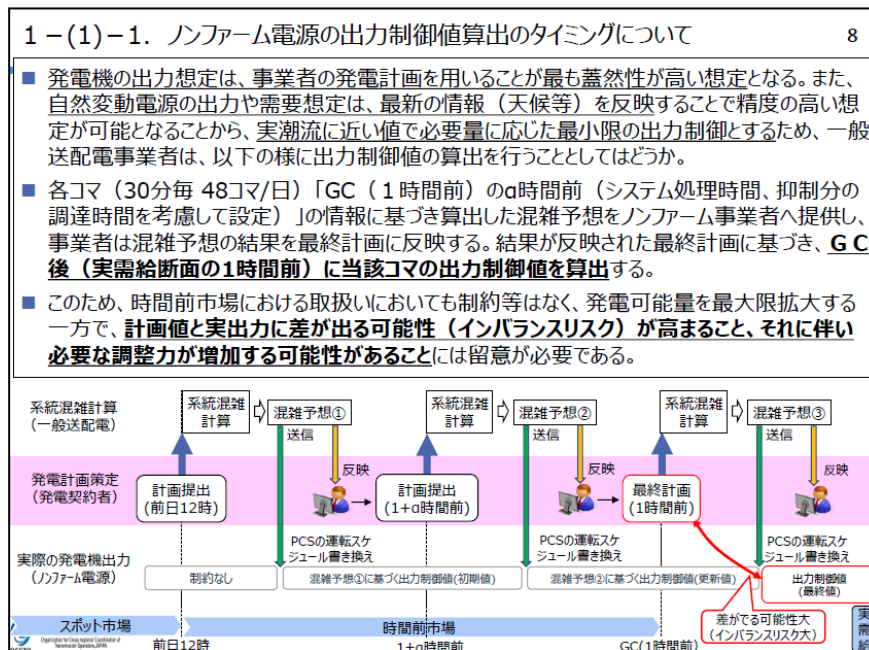 1-(1)-1. ノンファーム電源の出力制御値算出のタイミングについて
8
■ 発電機の出力想定は、事業者の発電計画を用いることが最も蓋然性が高い想定となる。また、
自然変動電源の出力や需要想定は、最新の情報（天候等）を反映することで精度の高い想
定が可能となることから、実潮流に近い値で必要量に応じた最小限の出力制御とするため、一般
送配電事業者は、以下の様に出力制御値の算出を行うこととしてはどうか。
■ 各コマ（30分毎 48コマ/日）「GC（1時間前）のα時間前（システム処理時間、抑制分の
調達時間を考慮して設定）」の情報に基づき算出した混雑予想をノンファーム事業者へ提供し、
事業者は混雑予想の結果を最終計画に反映する。結果が反映された最終計画に基づき、GC
後（実需給断面の1時間前）に当該コマの出力制御値を算出する。
■ このため、時間前市場における取扱いにおいても制約等はなく、発電可能量を最大限拡大する
一方で、計画値と実出力に差が出る可能性（インバランスリスク）が高まること、それに伴い
必要な調整力が増加する可能性があることには留意が必要である。
系統混雑計算
（一般送配電）
系統混雑
計算
混雑予想①
系統混雑
計算
混雑予想②
系統混雑
計算
混雑予想③
送信
送信
送信
反映
反映
反映
発電計画策定
（発電契約者）
計画提出
（前日12時）
計画提出
（1+α時間前）
最終計画
（1時間前）
PCSの運転スケ
ジュール書き換え
PCSの運転スケ
ジュール書き換え
PCSの運転スケ
ジュール書き換え
実際の発電機出力
（ノンファーム電源）
制約なし
混雑予想①に基づく出力制御値(初期値)
混雑予想②に基づく出力制御値(更新値)
出力制御値
(最終値)
差がでる可能性大
（インバランスリスク大）
スポット市場
時間前市場
実
需
給
Organization for Cross-regional Coordination of
Transmission Operators, JAPAN
前日12時
1+α時間前
GC(1時間前)